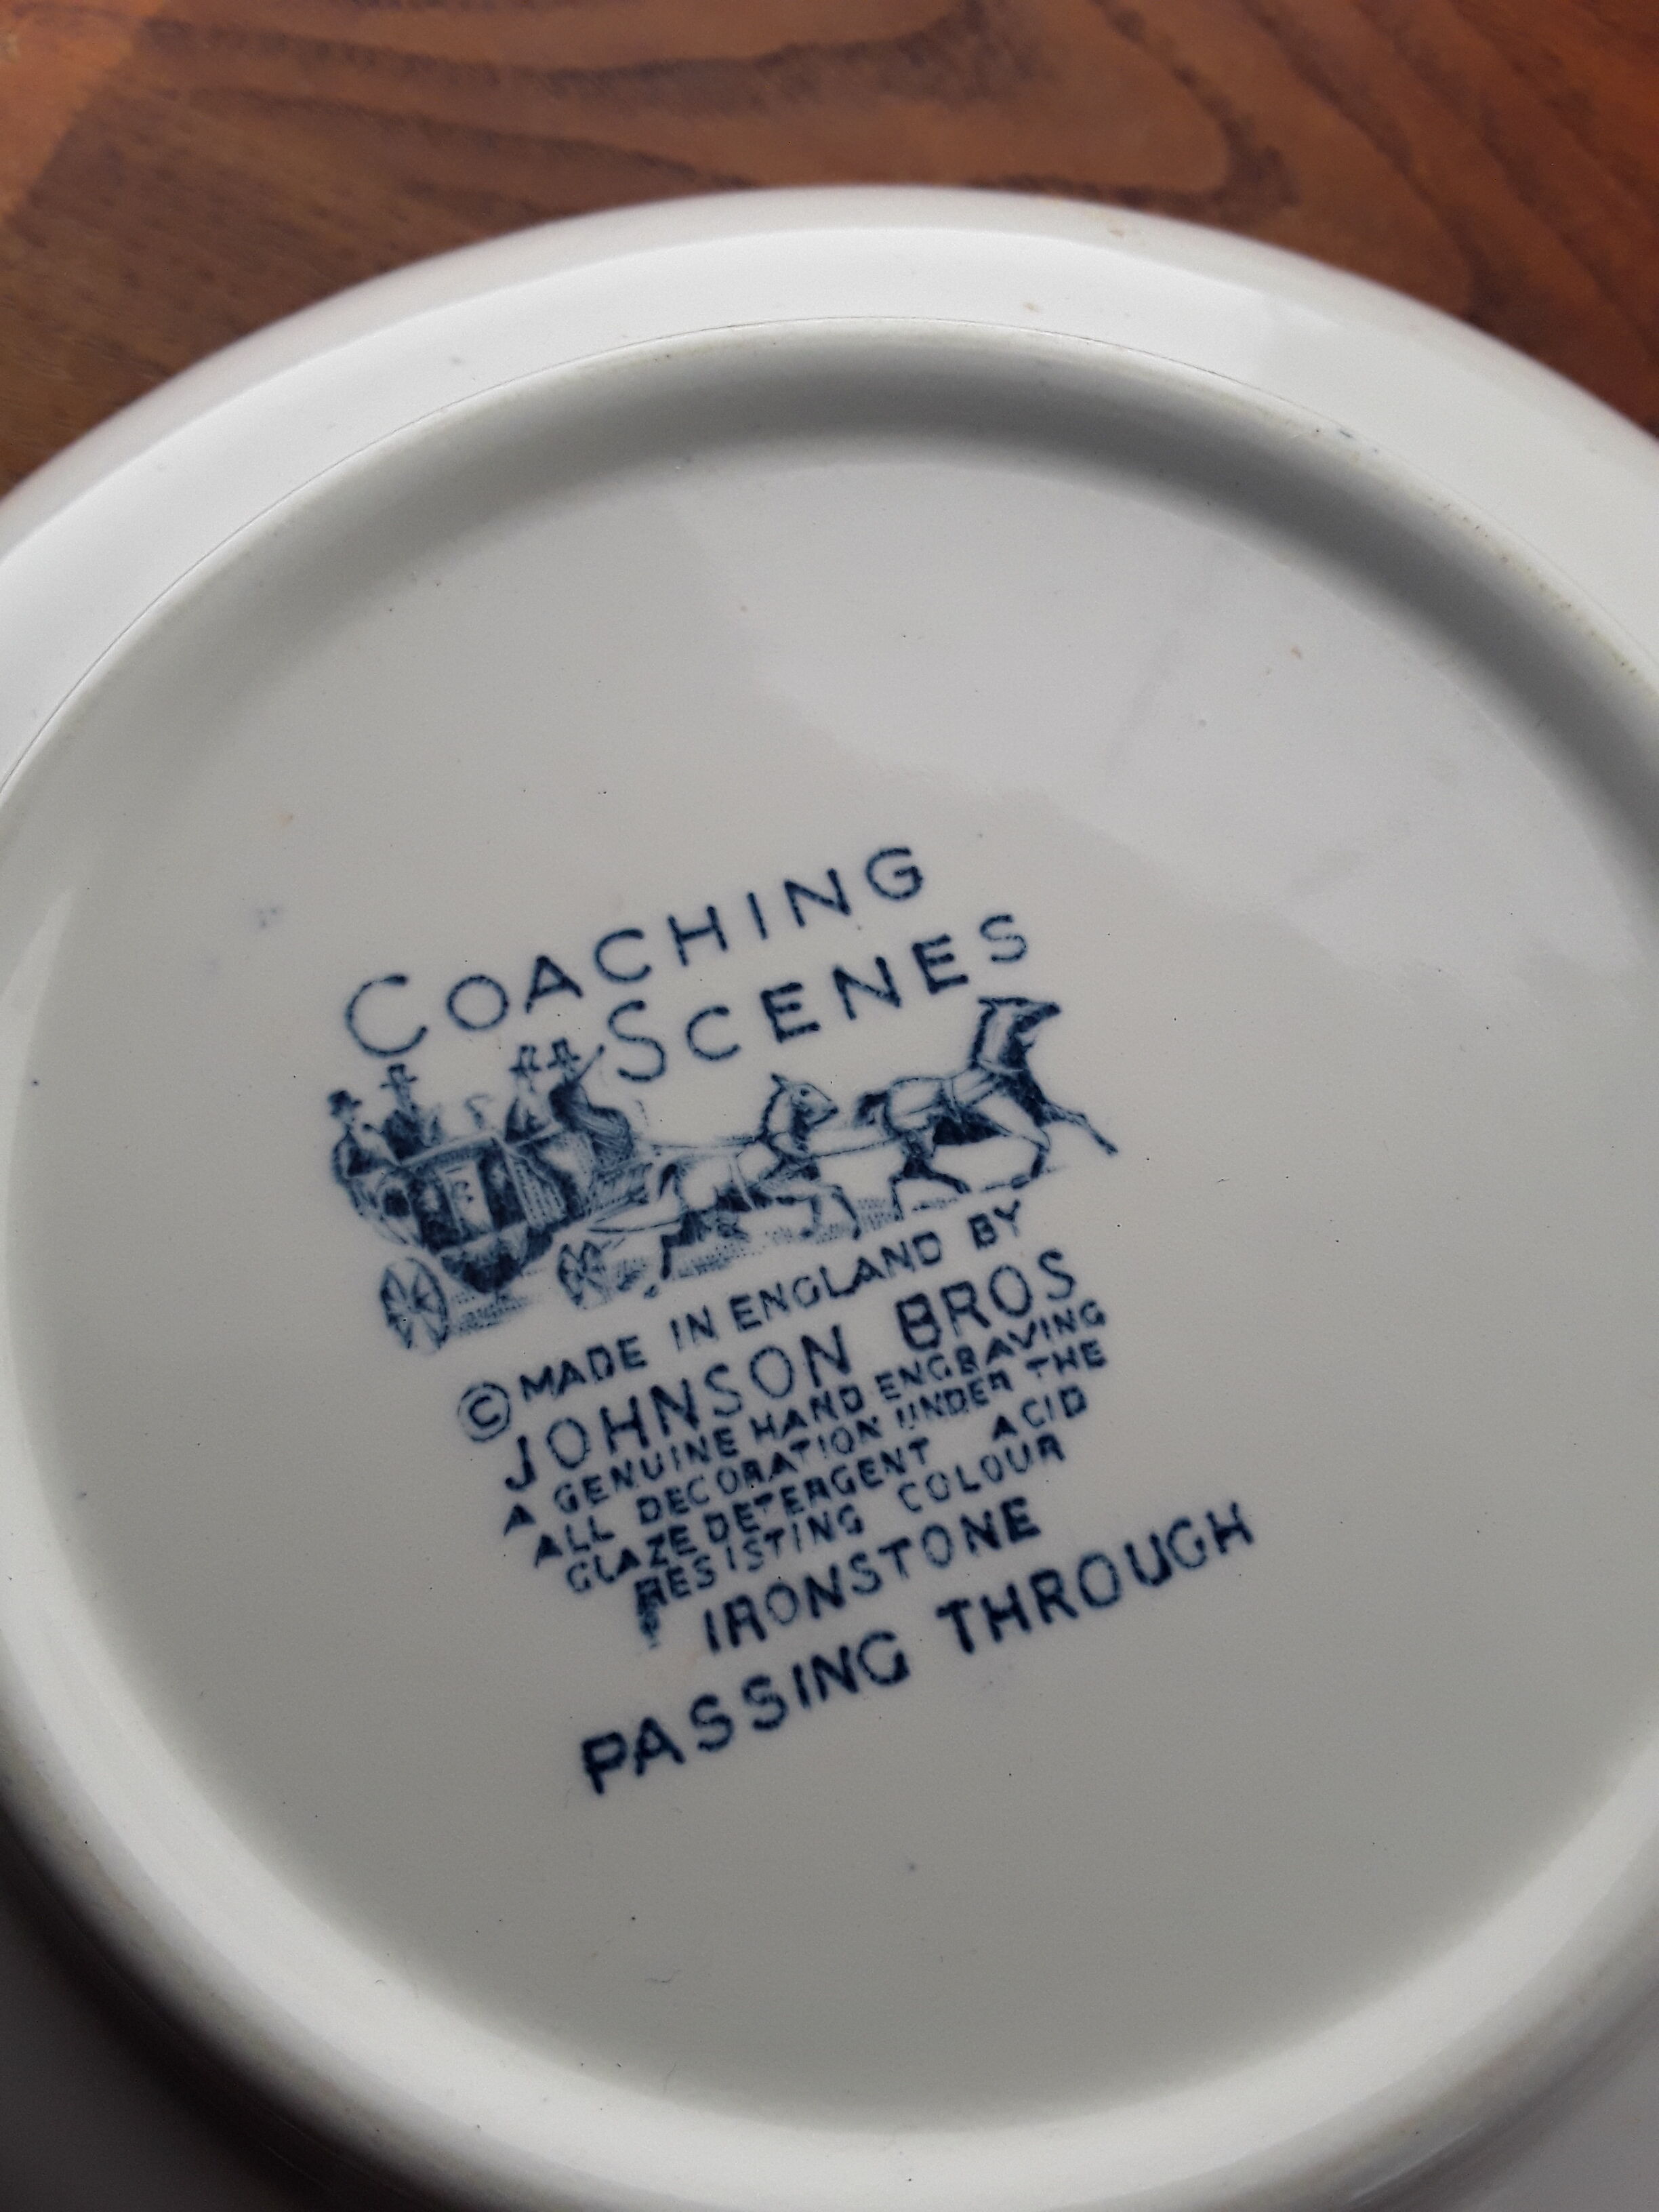 COACHING
SCENES
©MADE IN ENGLAND BY
JOHNSON BROS
A GENUINE HAND ENGRAVING
ALL DECORATION UNDER THE
GLAZE DETERGENT ACID
RESISTING COLOUR
IRONSTONE
PASSING THROUGH